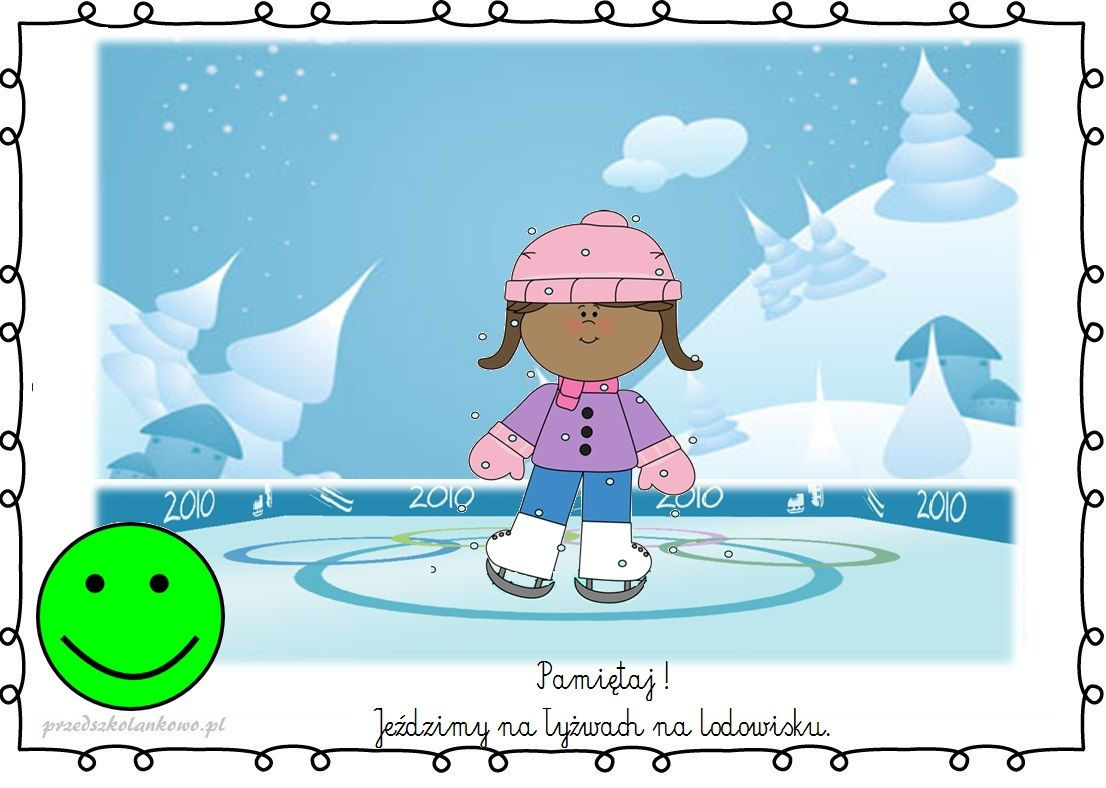 2010 2010 2010 2010
Pamiętaj !
Jeździmy na łyżwach na lodowisku.
przedszkolankowo.pl